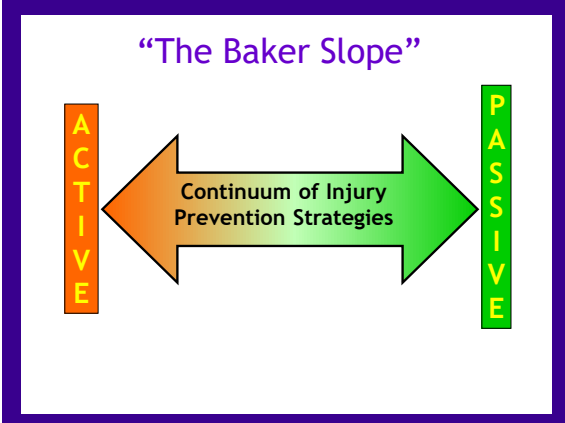 “The Baker Slope”
ACTIVE
Continuum of Injury
Prevention Strategies
PASSIVE